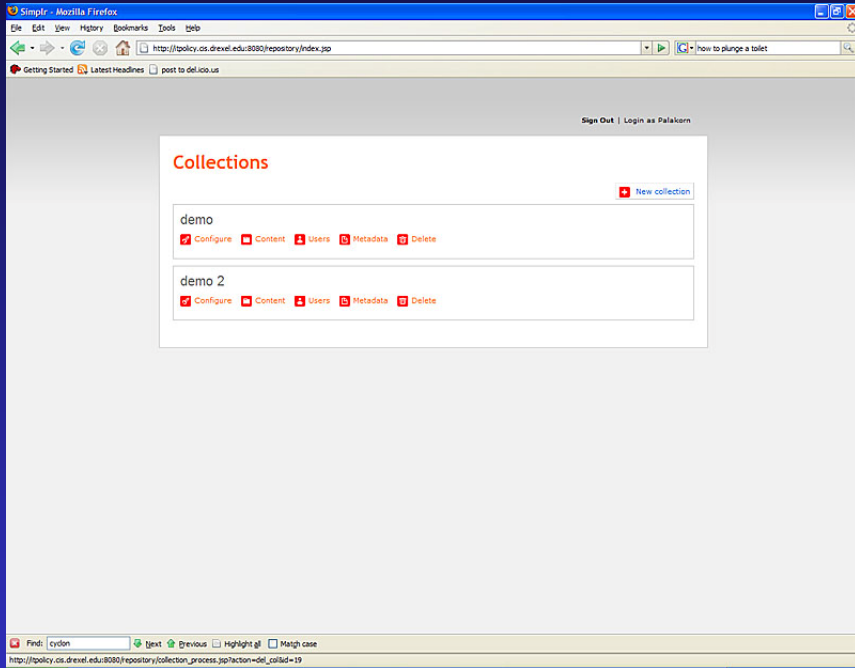 Simplr - Mozilla Firefox
File Edit View History Bookmarks Tools Help
http://itpolicy.cis.drexel.edu:8080/repository/index.jsp how to plunge a toilet
Getting Started Latest Headlines post to del.icio.us
Sign Out | Login as Palakorn
Collections
New collection
demo
Configure Content Users Metadata Delete
demo 2
Configure Content Users Metadata Delete
Find: cyclon Next Previous Highlight all Match case
http://itpolicy.cis.drexel.edu:8080/repository/collection_process.jsp?action=del_col&id=19